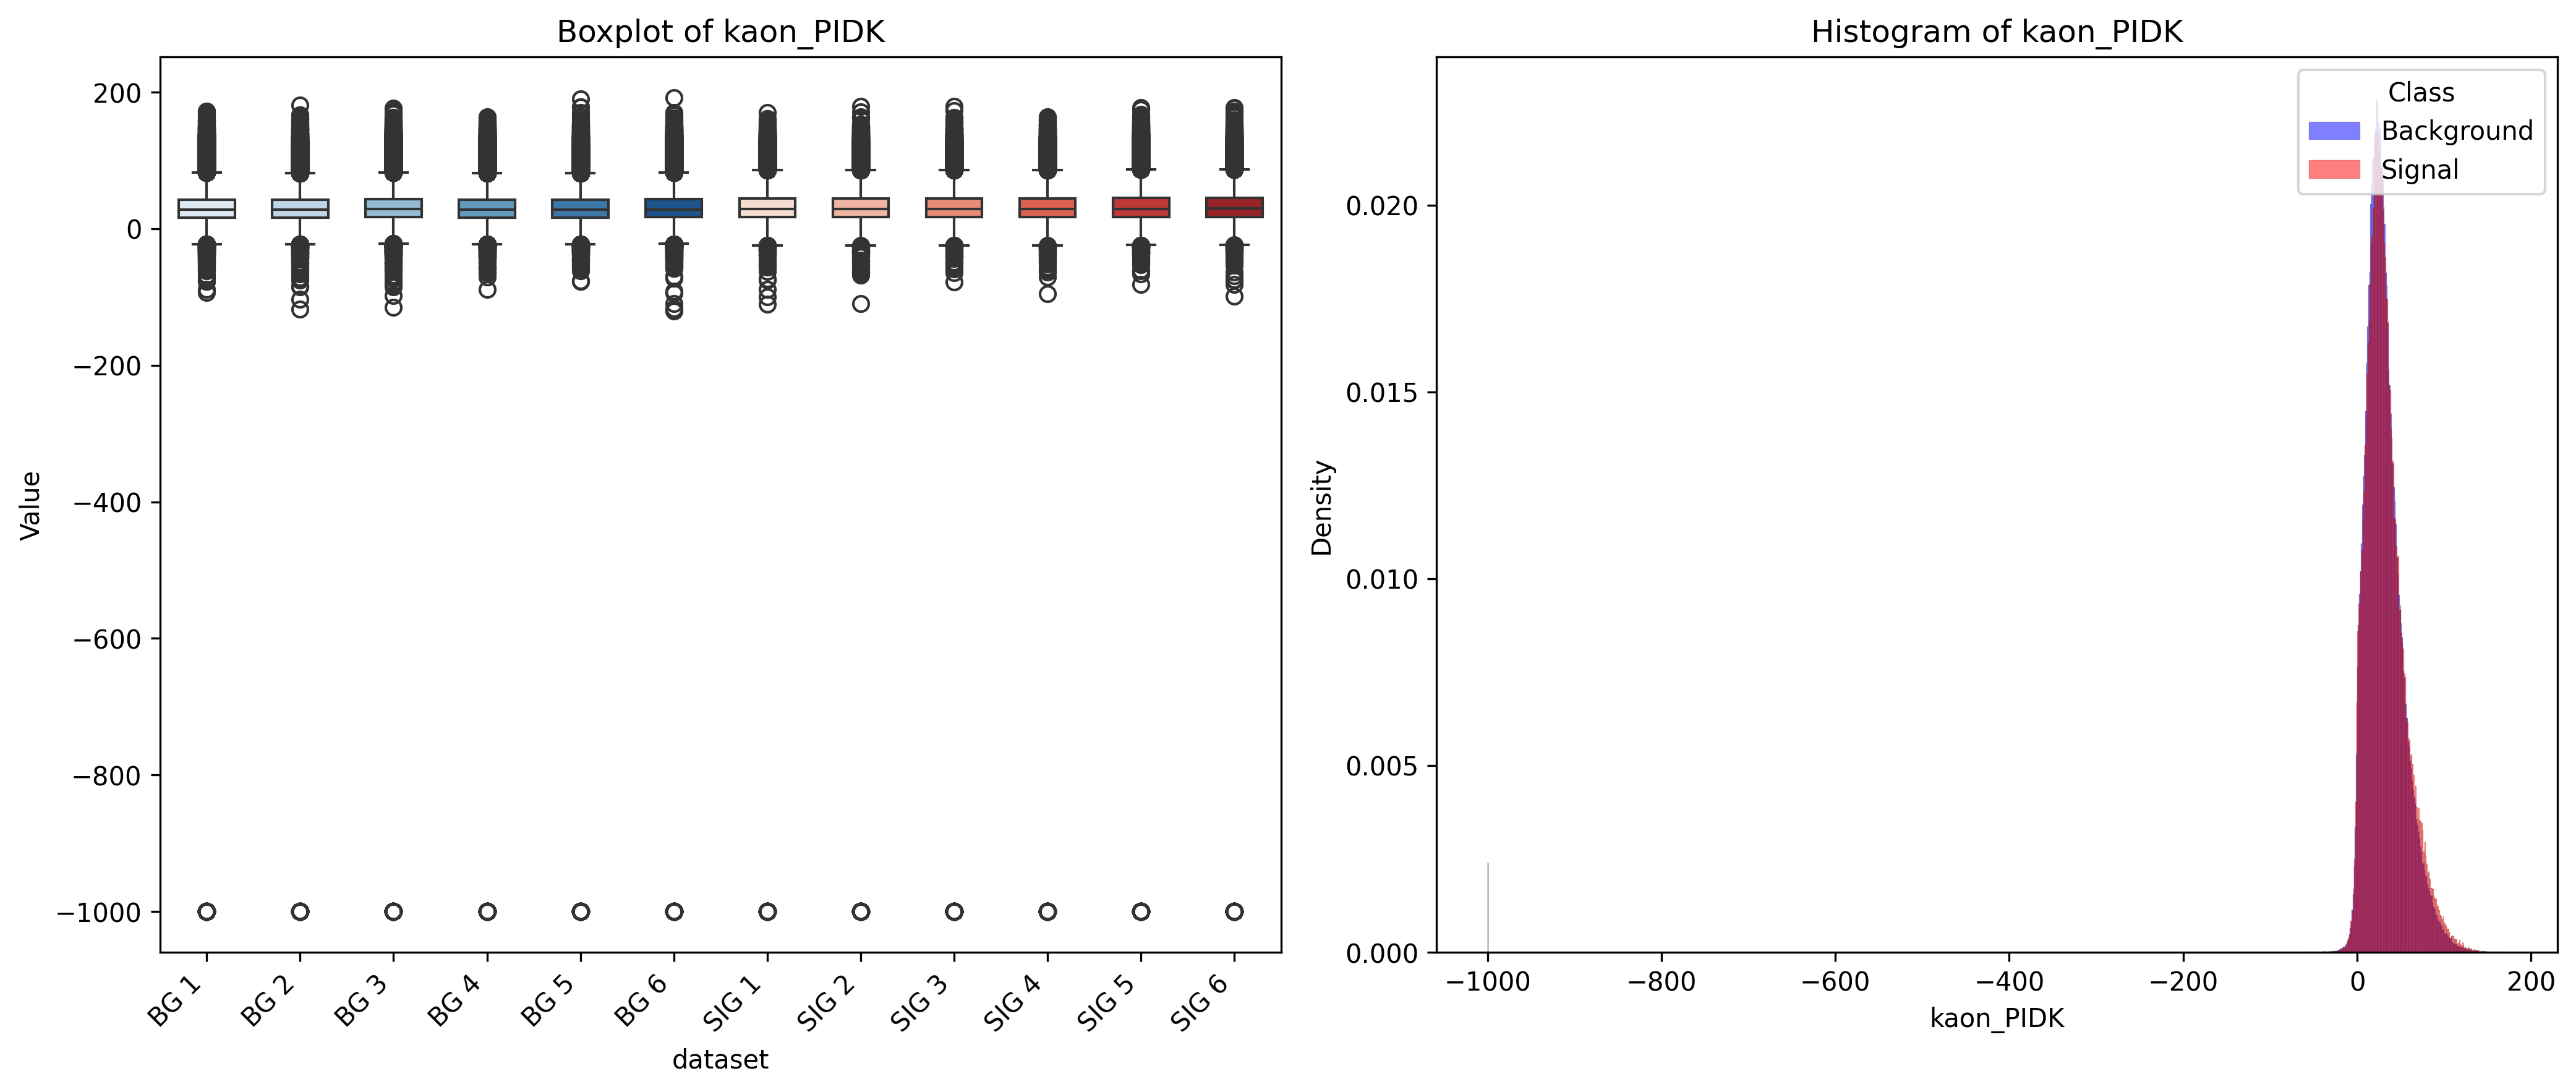 Boxplot of kaon_PIDK
Value
200
0
−200
−400
−600
−800
−1000
BG 1
BG 2
BG 3
BG 4
BG 5
BG 6
SIG 1
SIG 2
SIG 3
SIG 4
SIG 5
SIG 6
dataset
Histogram of kaon_PIDK
Class
Background
Signal
Density
0.020
0.015
0.010
0.005
0.000
−1000
−800
−600
−400
−200
0
200
kaon_PIDK